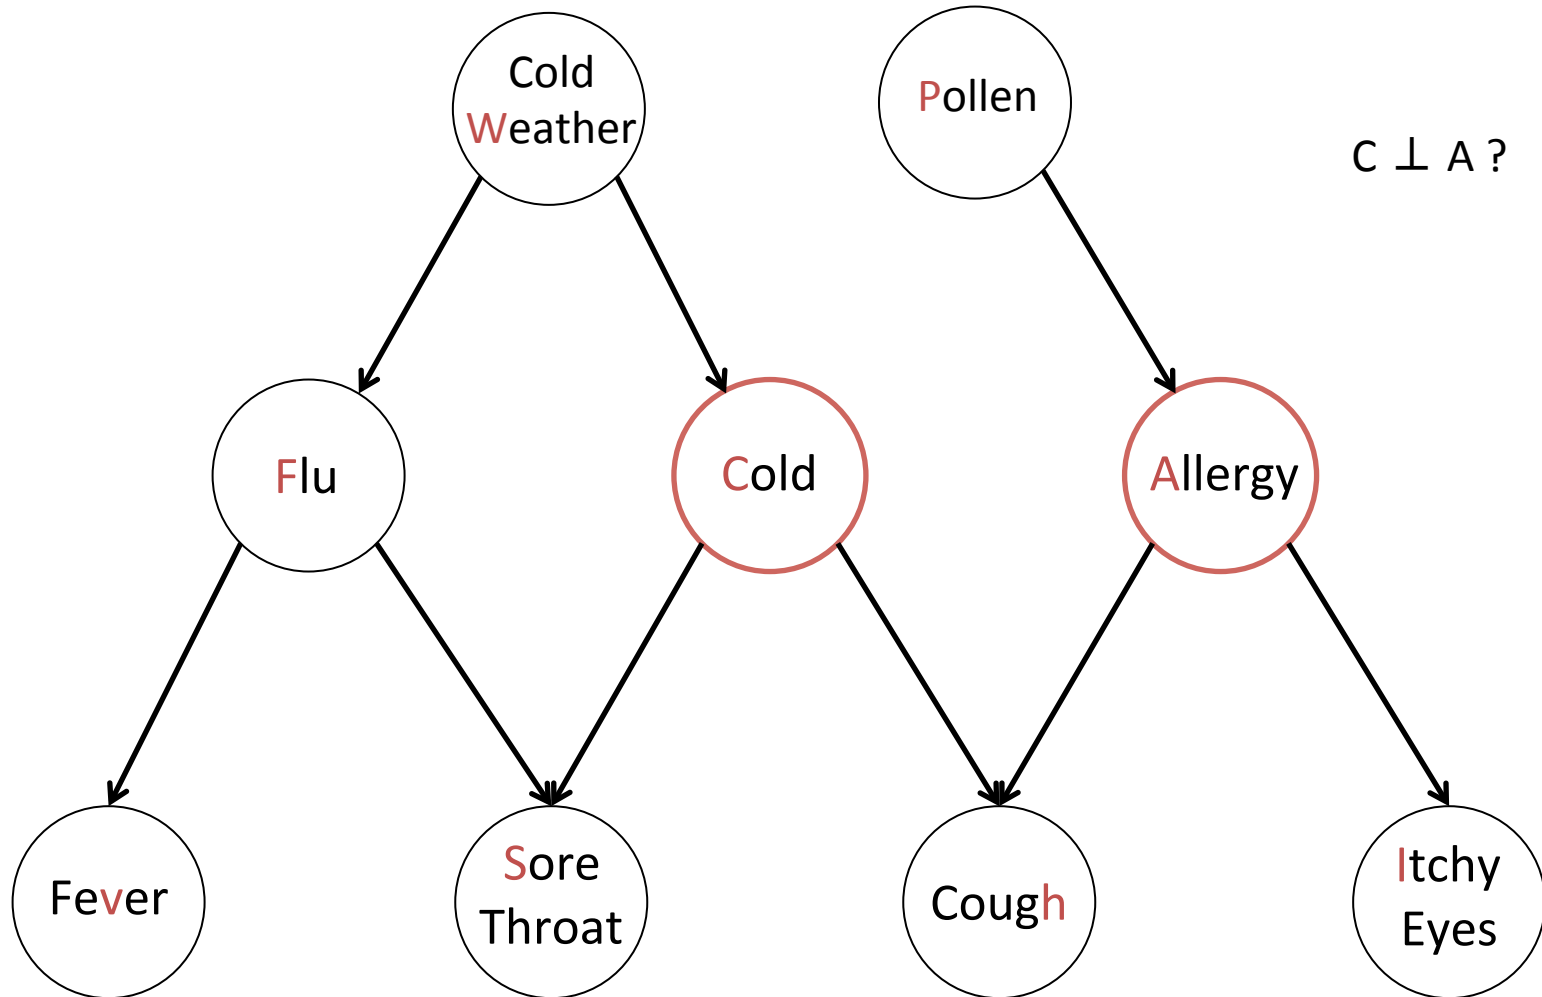 Cold
Weather
Pollen
C ⊥ A ?
Flu
Cold
Allergy
Fever
Sore
Throat
Cough
Itchy
Eyes